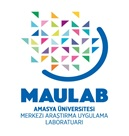 MAULAB
AMASYA ÜNİVERSİTESİ
MERKEZİ ARAŞTIRMA UYGULAMA
LABORATUARI